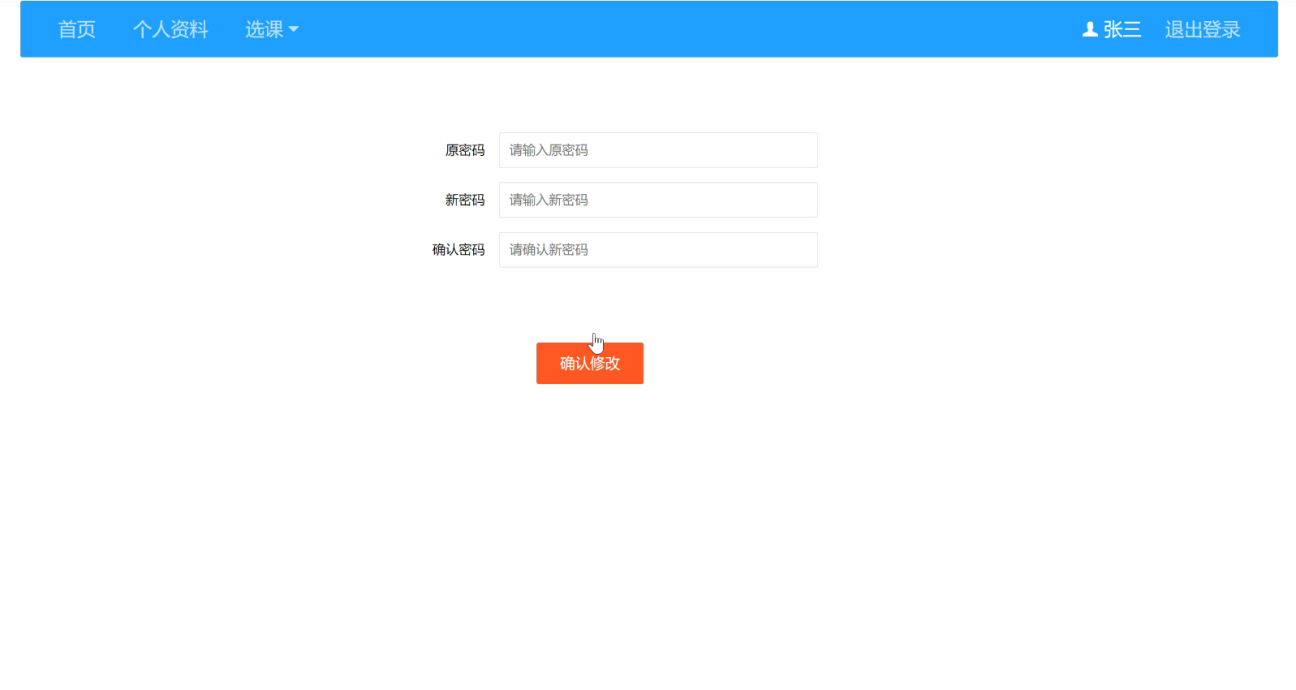 首页 个人资料 选课 张三 退出登录
原密码 请输入原密码
新密码 请输入新密码
确认密码 请确认新密码
确认修改